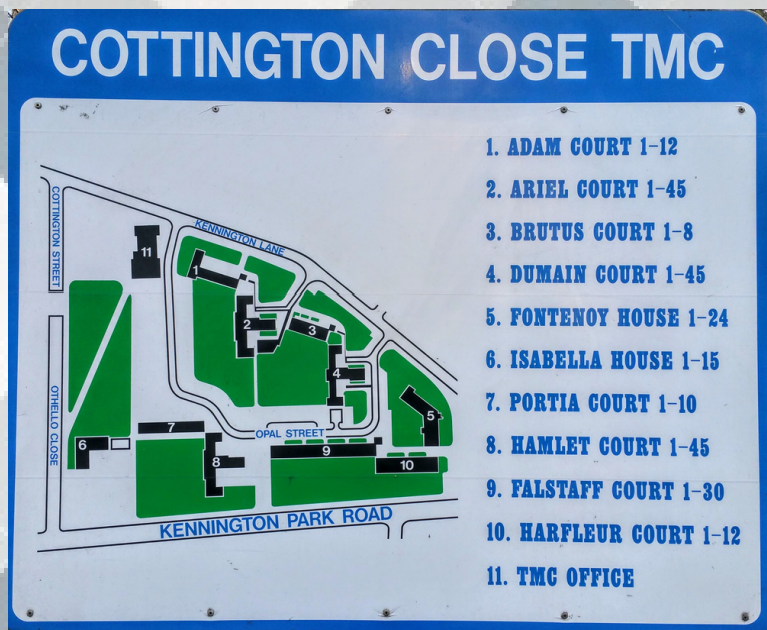 COTTINGTON CLOSE TMC
1. ADAM COURT 1-12
2. ARIEL COURT 1-45
3. BRUTUS COURT 1-8
4. DUMAIN COURT 1-45
5. FONTENOY HOUSE 1-24
6. ISABELLA HOUSE 1-15
7. PORTIA COURT 1-10
8. HAMLET COURT 1-45
9. FALSTAFF COURT 1-30
10. HARFLEUR COURT 1-12
11. TMC OFFICE
COTTINGTON STREET
KENNINGTON LANE
11
1
2
3
4
5
OTHELLO CLOSE
OPAL STREET
7
6
8
9
10
KENNINGTON PARK ROAD